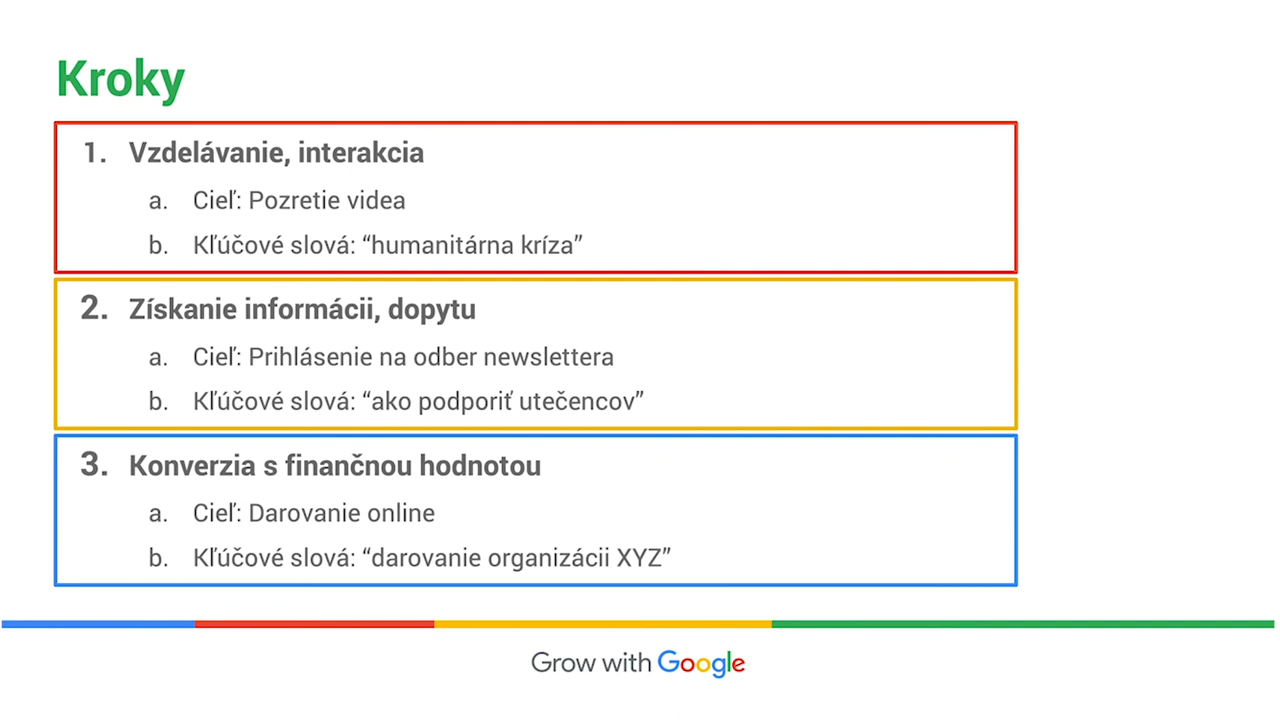 Kroky
1. Vzdelávanie, interakcia
a. Cieľ: Pozretie videa
b. Kľúčové slová: “humanitárna kríza”
2. Získanie informácii, dopytu
a. Cieľ: Prihlásenie na odber newslettera
b. Kľúčové slová: “ako podporiť utečencov”
3. Konverzia s finančnou hodnotou
a. Cieľ: Darovanie online
b. Kľúčové slová: “darovanie organizácii XYZ”
Grow with Google